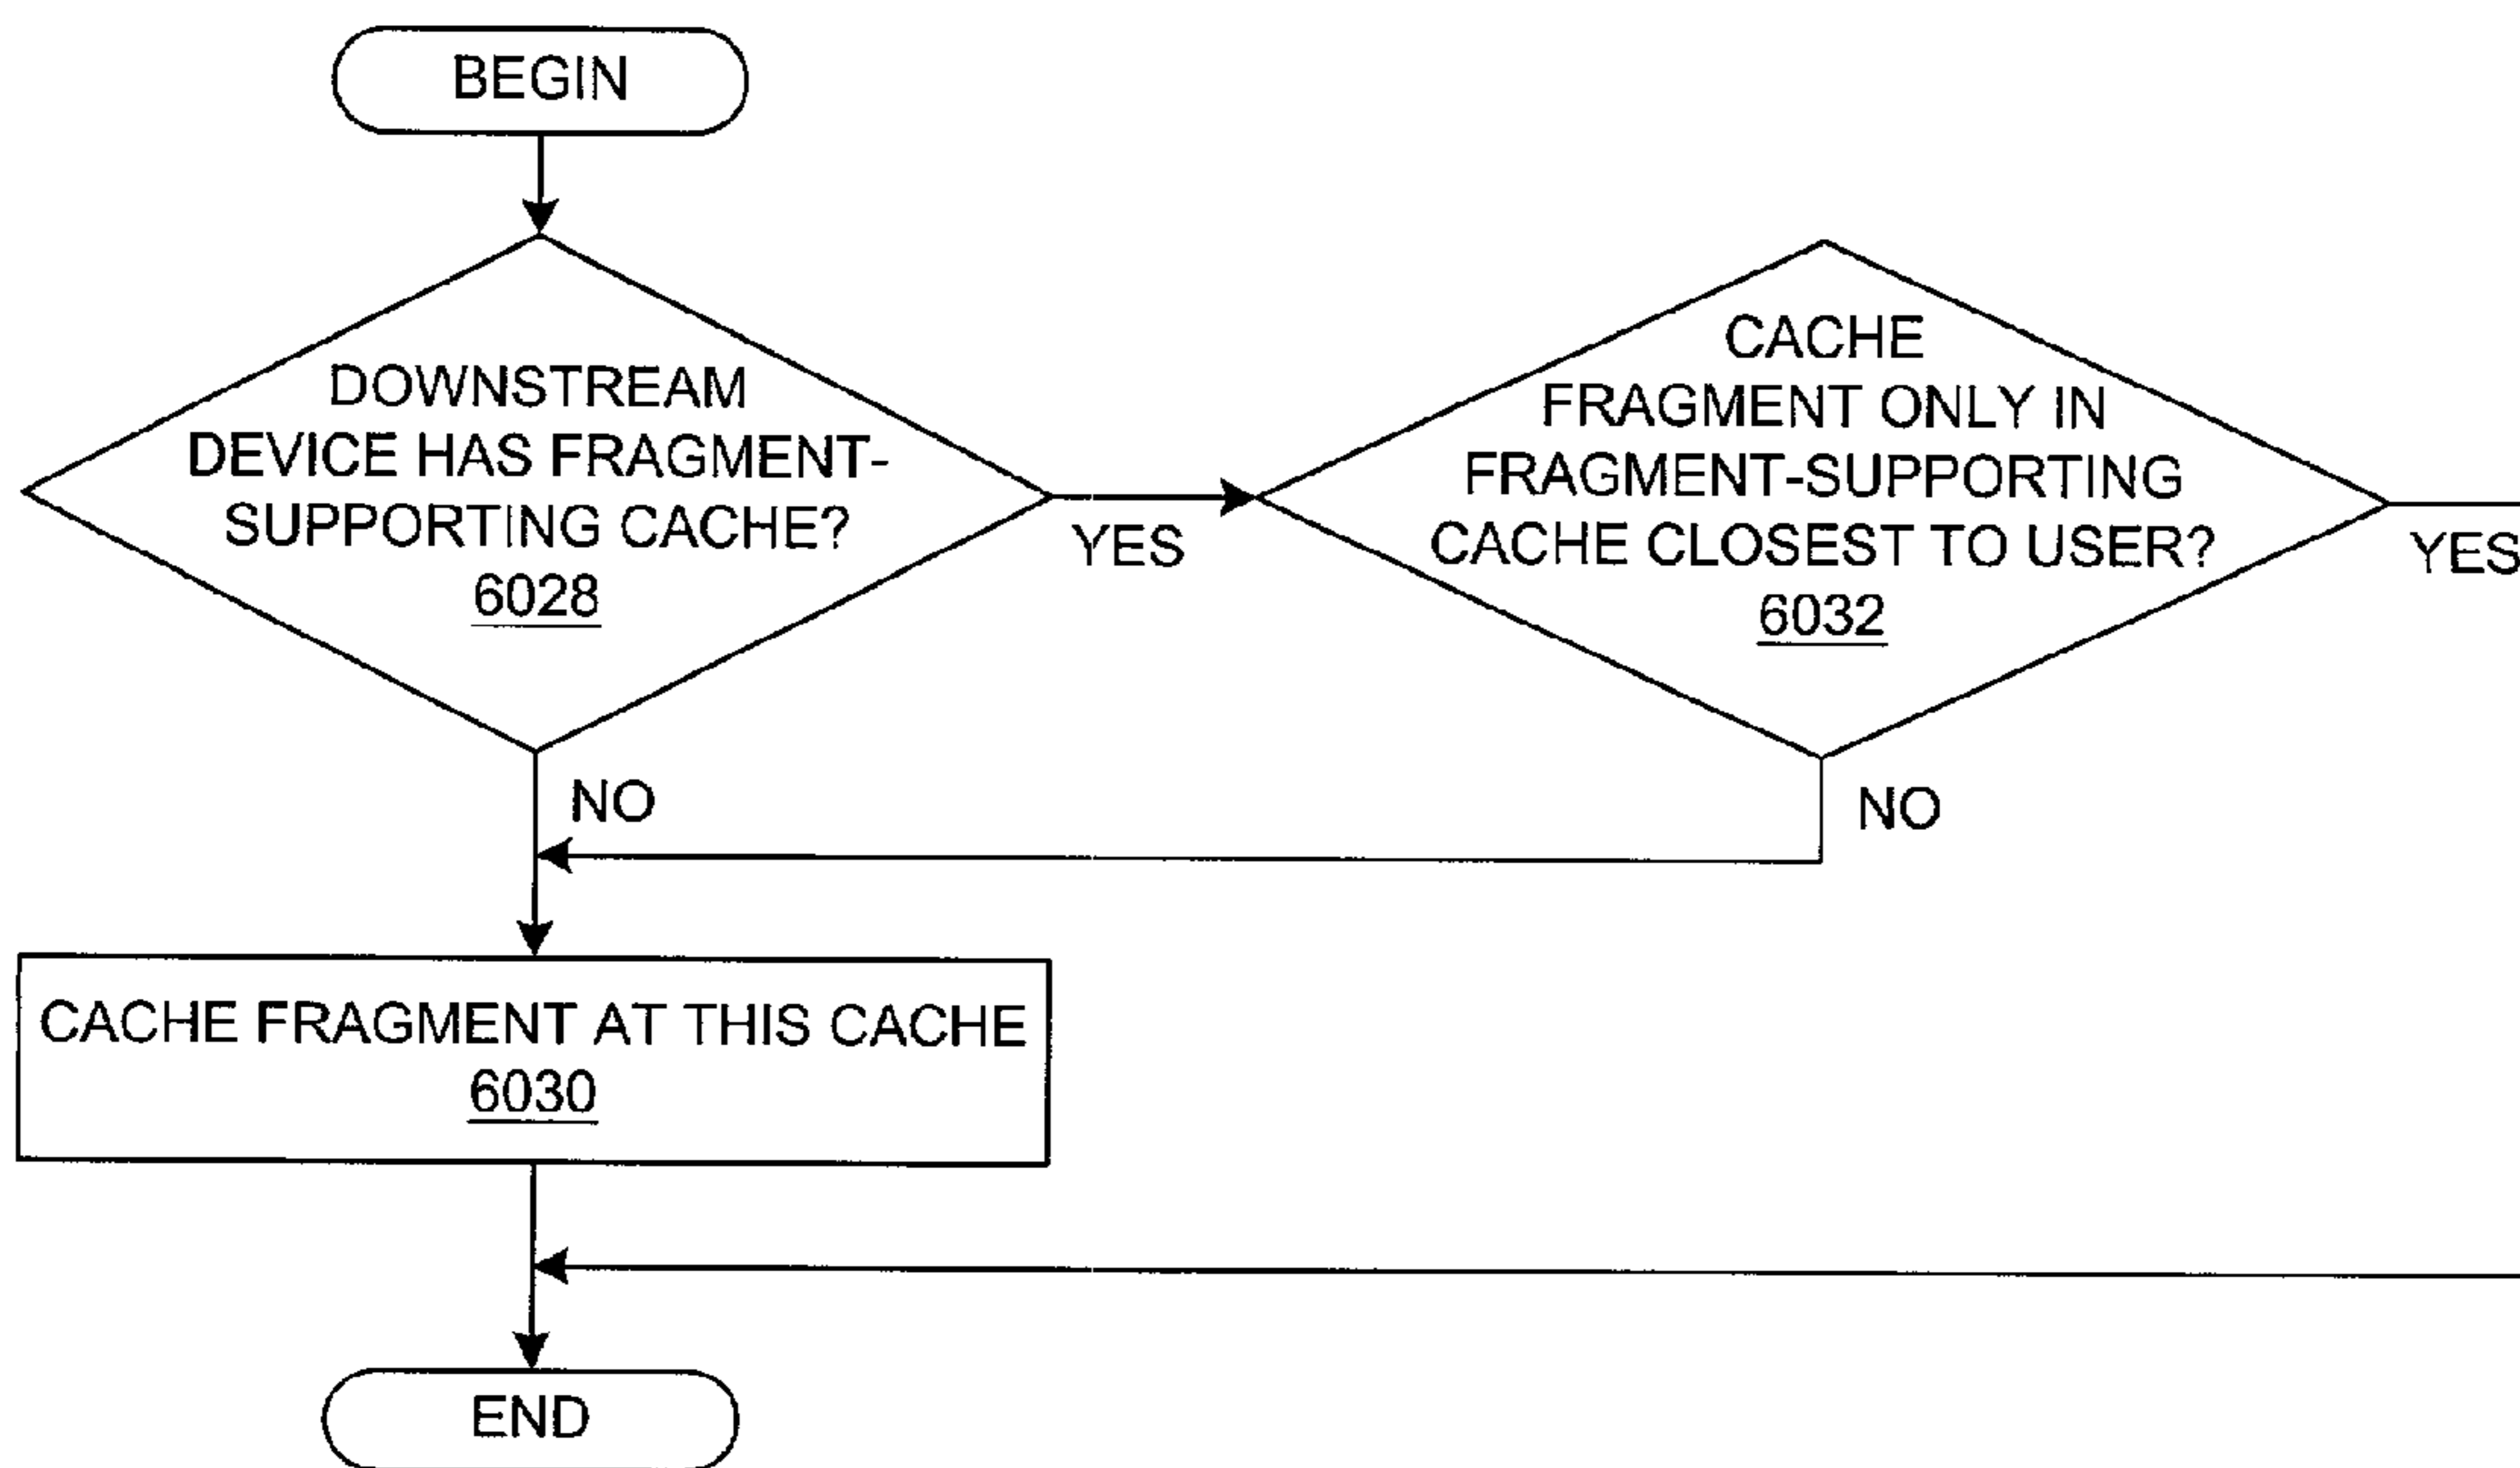 BEGIN
DOWNSTREAM
DEVICE HAS FRAGMENT-
SUPPORTING CACHE?
6028
YES
CACHE
FRAGMENT ONLY IN
FRAGMENT-SUPPORTING
CACHE CLOSEST TO USER?
6032
YES
NO
NO
CACHE FRAGMENT AT THIS CACHE
6030
END